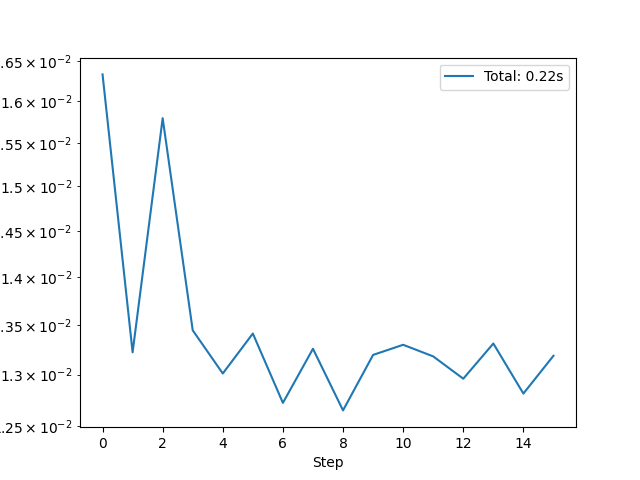 .65 × 10⁻²
1.6 × 10⁻²
.55 × 10⁻²
1.5 × 10⁻²
.45 × 10⁻²
1.4 × 10⁻²
.35 × 10⁻²
1.3 × 10⁻²
.25 × 10⁻²
Total: 0.22s
0 2 4 6 8 10 12 14
Step